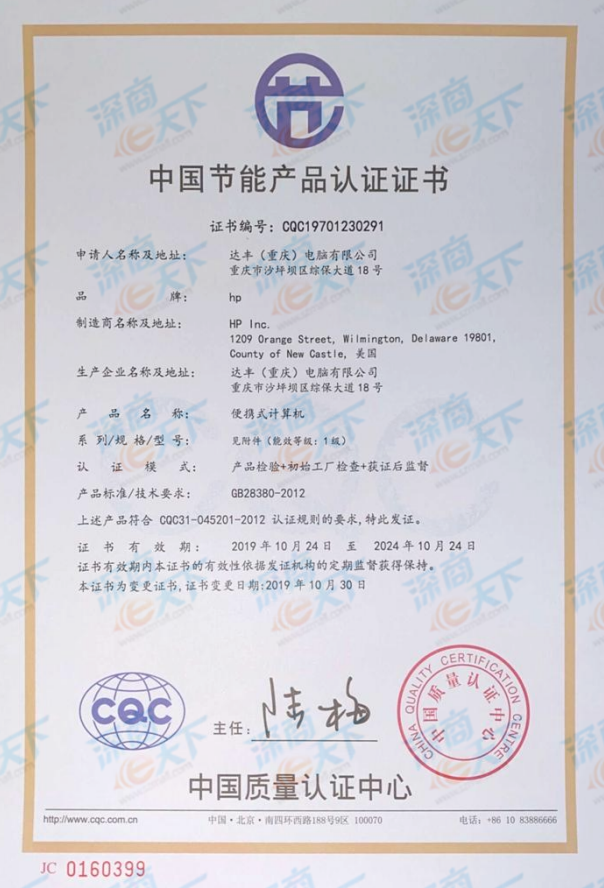 中国节能产品认证证书
证书编号：CQC19701230291
申请人名称及地址： 达丰（重庆）电脑有限公司
重庆市沙坪坝区综保大道18号
品 牌： hp
制造商名称及地址： HP Inc.
1209 Orange Street, Wilmington, Delaware 19801,
County of New Castle, 美国
生产企业名称及地址： 达丰（重庆）电脑有限公司
重庆市沙坪坝区综保大道18号
产 品 名 称： 便携式计算机
系 列/规 格/型 号： 见附件（能效等级：1级）
认 证 模 式： 产品检验+初始工厂检查+获证后监督
产品标准/技术要求： GB28380-2012
上述产品符合 CQC31-045201-2012 认证规则的要求,特此发证。
证 书 有 效 期： 2019年10月24日 至 2024年10月24日
证书有效期内本证书的有效性依据发证机构的定期监督获得保持。
本证书为变更证书,证书变更日期:2019年10月30日
CQC
主任： 陆梅
CHINA QUALITY CERTIFICATION CENTRE
中国质量认证中心
中国质量认证中心
http://www.cqc.com.cn 中国·北京·南四环西路188号9区 100070 电话：+86 10 83886666
JC 0160399
深商e天下